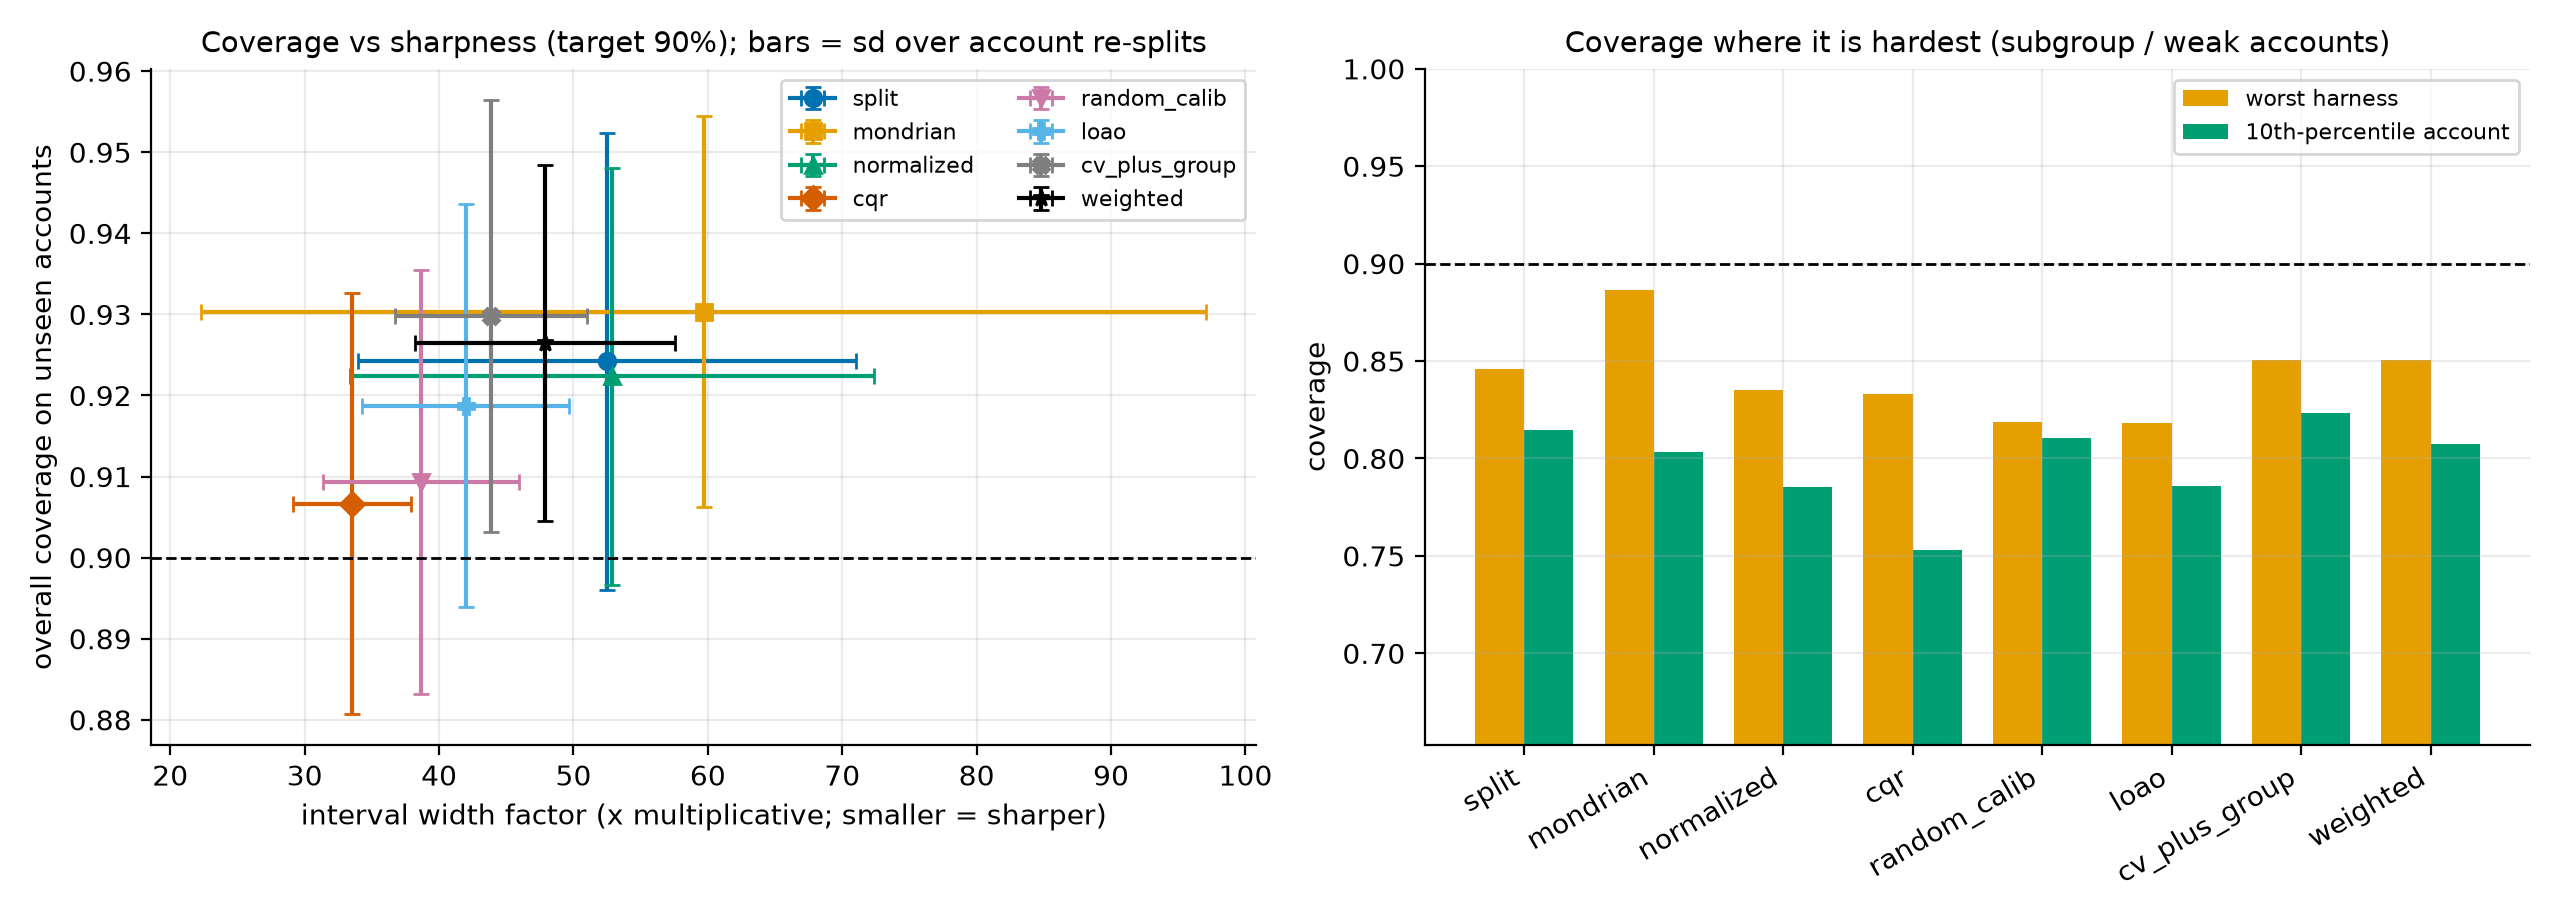 Coverage vs sharpness (target 90%); bars = sd over account re-splits
overall coverage on unseen accounts
0.96
0.95
0.94
0.93
0.92
0.91
0.90
0.89
0.88
split
mondrian
normalized
cqr
random_calib
loao
cv_plus_group
weighted
20 30 40 50 60 70 80 90 100
interval width factor (x multiplicative; smaller = sharper)
Coverage where it is hardest (subgroup / weak accounts)
coverage
1.00
0.95
0.90
0.85
0.80
0.75
0.70
worst harness
10th-percentile account
split
mondrian
normalized
cqr
random_calib
loao
cv_plus_group
weighted